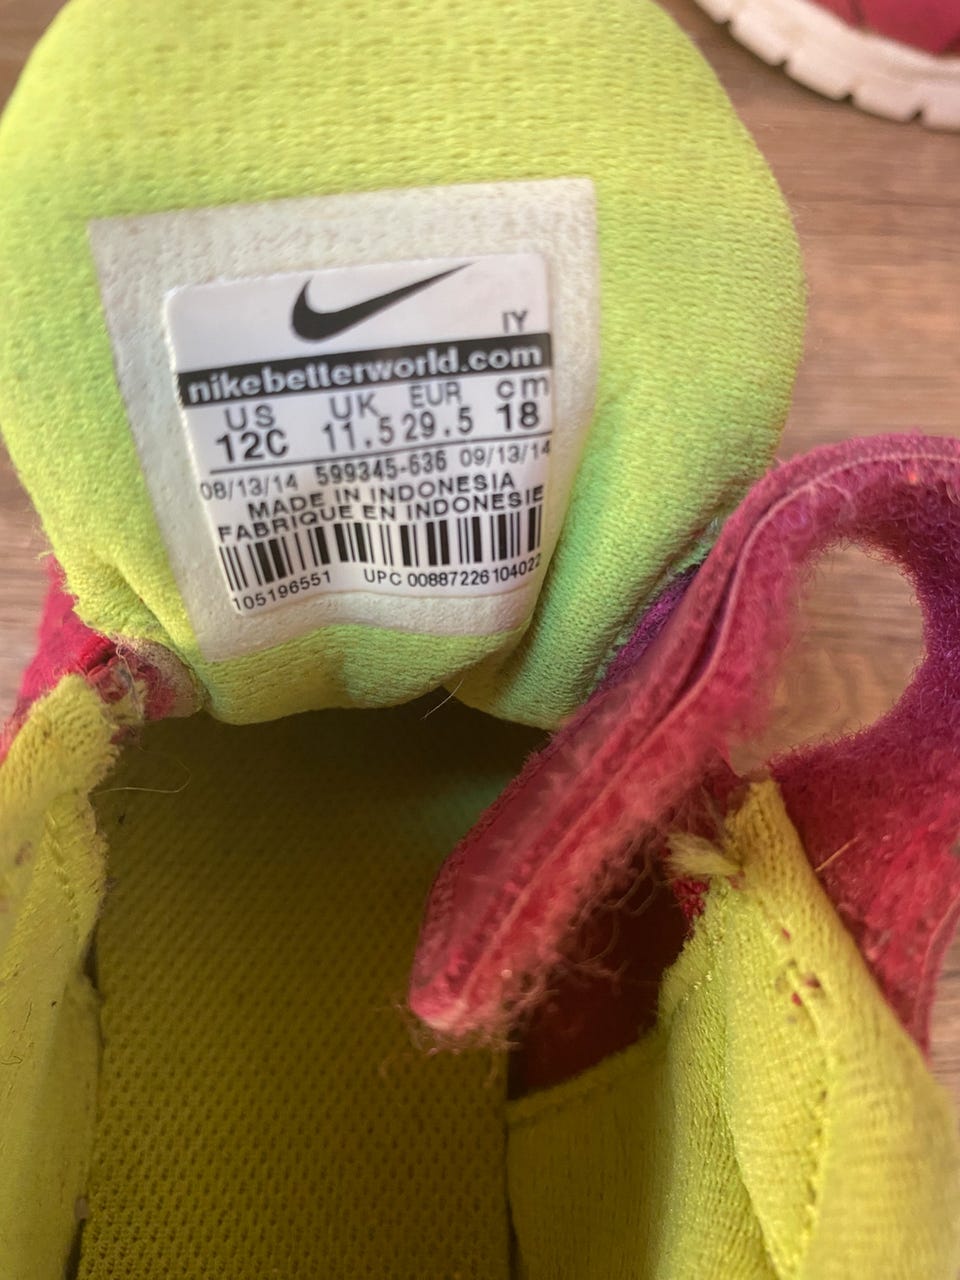 IY
nikebetterworld.com
US UK EUR cm
12C 11.5 29.5 18
08/13/14 599345-636 09/13/14
MADE IN INDONESIA
FABRIQUE EN INDONESIE
105196551 UPC 00887226104022